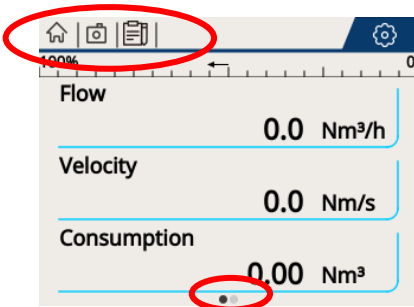 100% ← 0
Flow
0.0 Nm³/h
Velocity
0.0 Nm/s
Consumption
0.00 Nm³